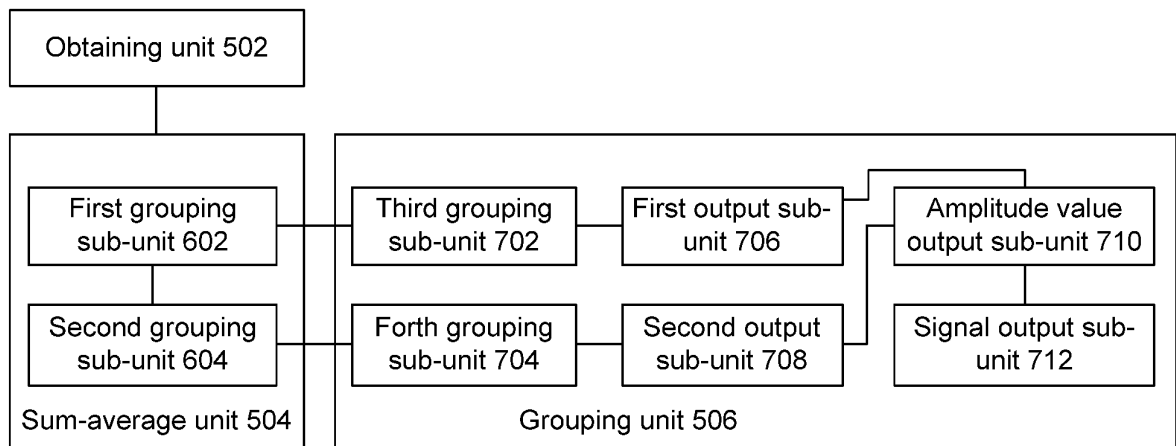 Obtaining unit 502
First grouping
sub-unit 602
Third grouping
sub-unit 702
First output sub-
unit 706
Amplitude value
output sub-unit 710
Second grouping
sub-unit 604
Forth grouping
sub-unit 704
Second output
sub-unit 708
Signal output sub-
unit 712
Sum-average unit 504
Grouping unit 506